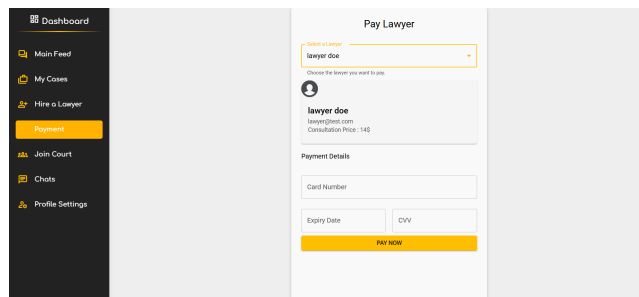 Dashboard
Main Feed
My Cases
Hire a Lawyer
Payment
Join Court
Chats
Profile Settings
Pay Lawyer
Select a Lawyer
lawyer doe
Choose the lawyer you want to pay.
lawyer doe
lawyer@test.com
Consultation Price : 14$
Payment Details
Card Number
Expiry Date
CVV
PAY NOW